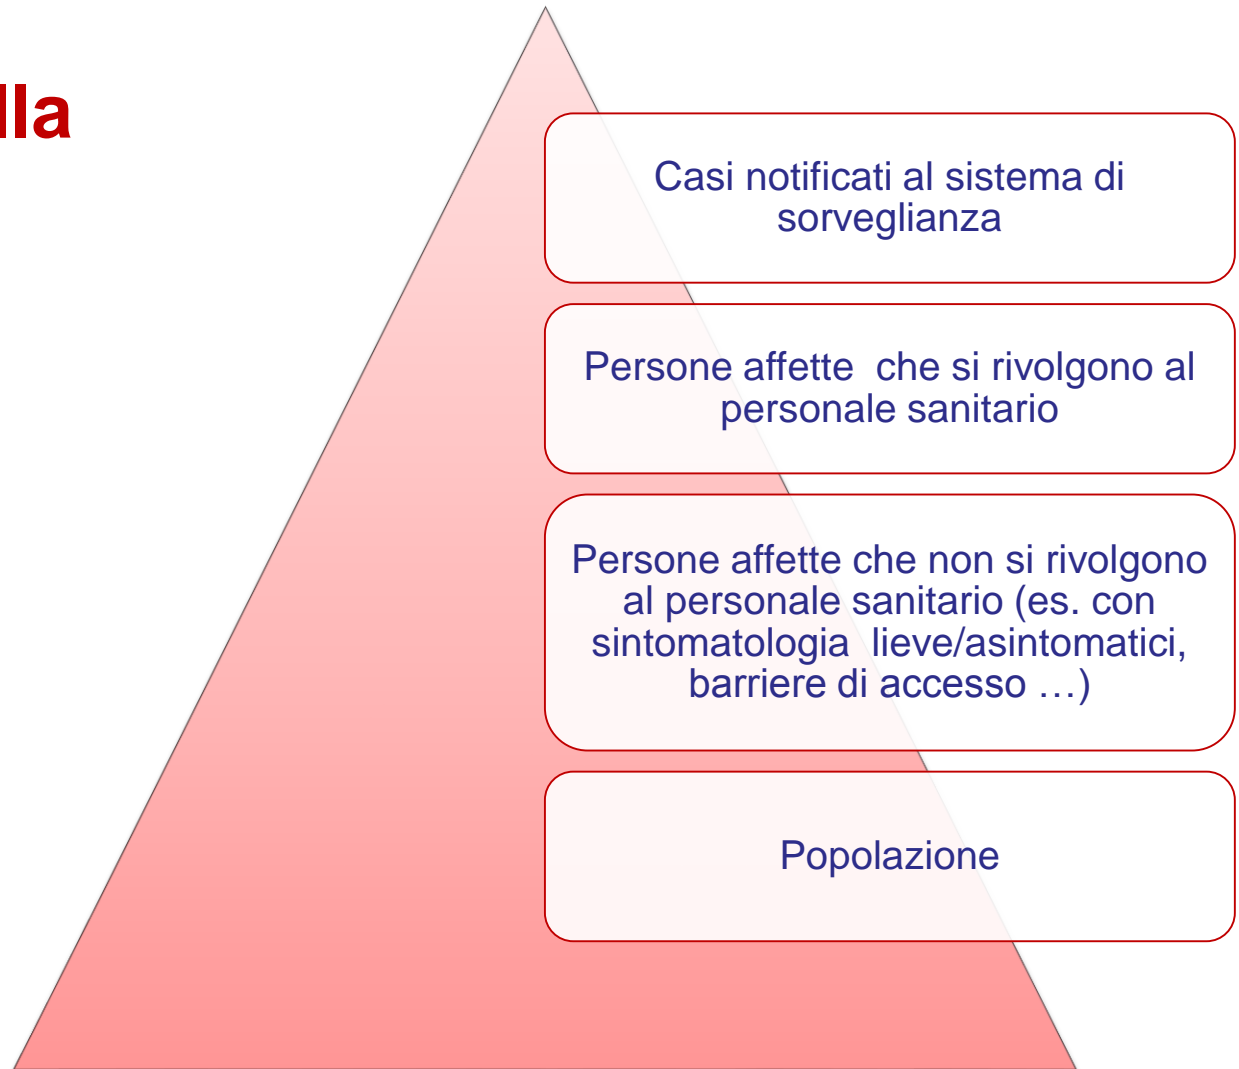 lla
Casi notificati al sistema di
sorveglianza
Persone affette  che si rivolgono al
personale sanitario
Persone affette che non si rivolgono
al personale sanitario (es. con
sintomatologia  lieve/asintomatici,
barriere di accesso …)
Popolazione